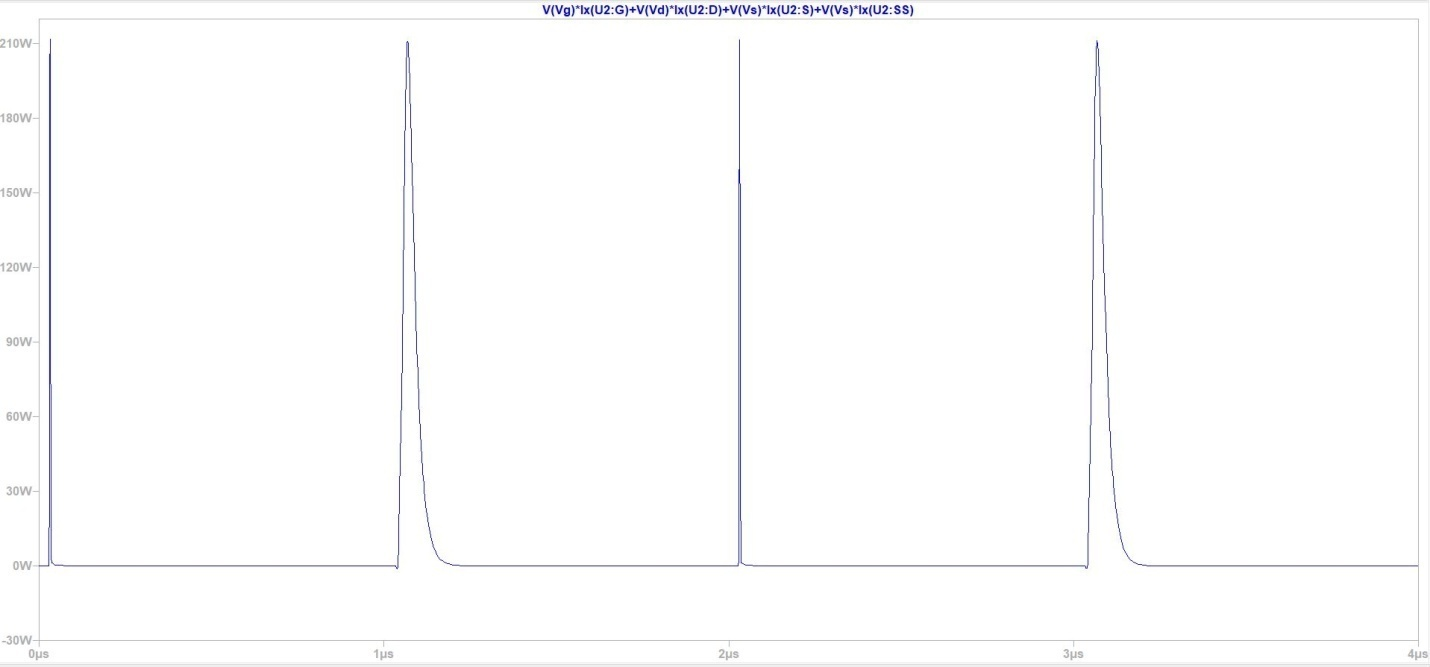 V(Vg)*Ix(U2:G)+V(Vd)*Ix(U2:D)+V(Vs)*Ix(U2:S)+V(Vs)*Ix(U2:SS)
210W
180W
150W
120W
90W
60W
30W
0W
-30W
0µs 1µs 2µs 3µs 4µs